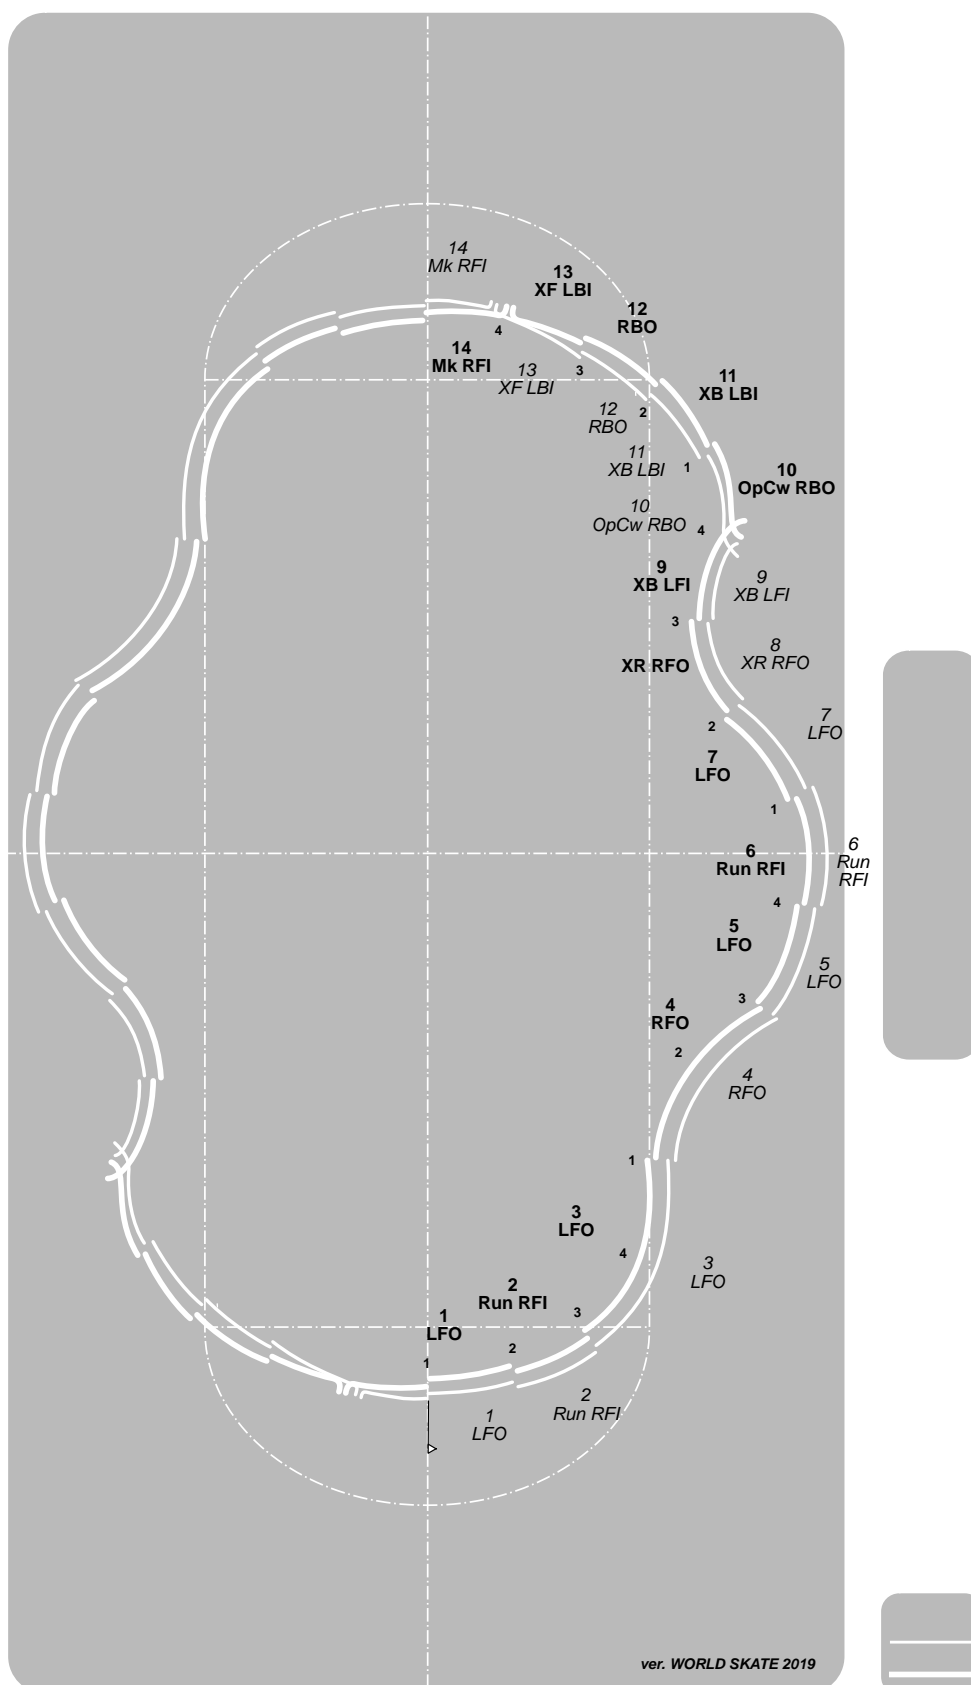 14
Mk RFI
13
XF LBI
12
RBO
4
14
Mk RFI
13
XF LBI
3
11
XB LBI
12
RBO
2
11
XB LBI
1
10
OpCw RBO
10
OpCw RBO
4
9
XB LFI
9
XB LFI
3
XR RFO
8
XR RFO
7
LFO
2
7
LFO
1
6
Run RFI
6
Run
RFI
4
5
LFO
5
LFO
3
4
RFO
2
4
RFO
1
3
LFO
4
3
LFO
2
Run RFI
3
1
LFO
2
1
2
Run RFI
1
LFO
ver. WORLD SKATE 2019